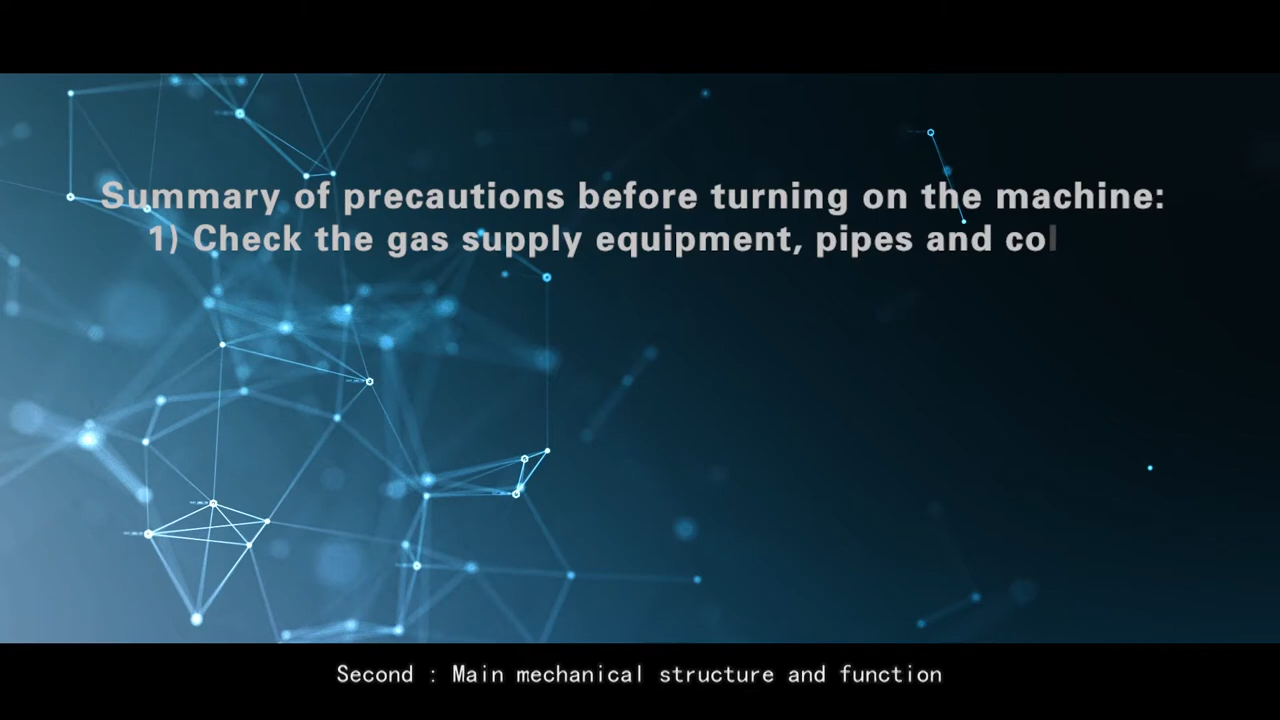 Summary of precautions before turning on the machine:
1) Check the gas supply equipment, pipes and col
Second : Main mechanical structure and function